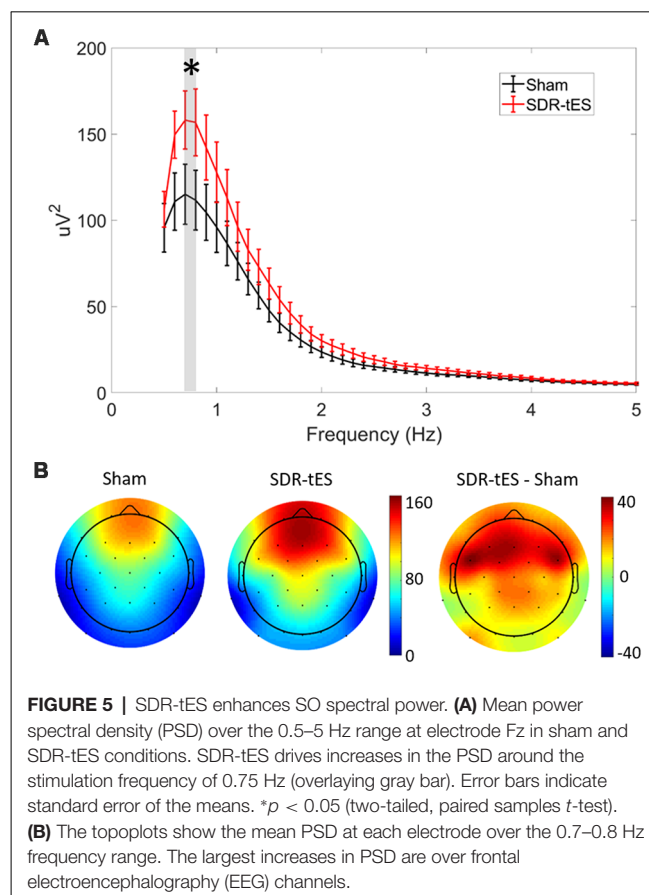 A
200
150
100
50
0
uV²
*
Sham
SDR-tES
0 1 2 3 4 5
Frequency (Hz)
B
Sham SDR-tES SDR-tES - Sham
160
80
0
40
20
0
-20
-40
FIGURE 5 | SDR-tES enhances SO spectral power. (A) Mean power
spectral density (PSD) over the 0.5–5 Hz range at electrode Fz in sham and
SDR-tES conditions. SDR-tES drives increases in the PSD around the
stimulation frequency of 0.75 Hz (overlaying gray bar). Error bars indicate
standard error of the means. *p < 0.05 (two-tailed, paired samples t-test).
(B) The topoplots show the mean PSD at each electrode over the 0.7–0.8 Hz
frequency range. The largest increases in PSD are over frontal
electroencephalography (EEG) channels.